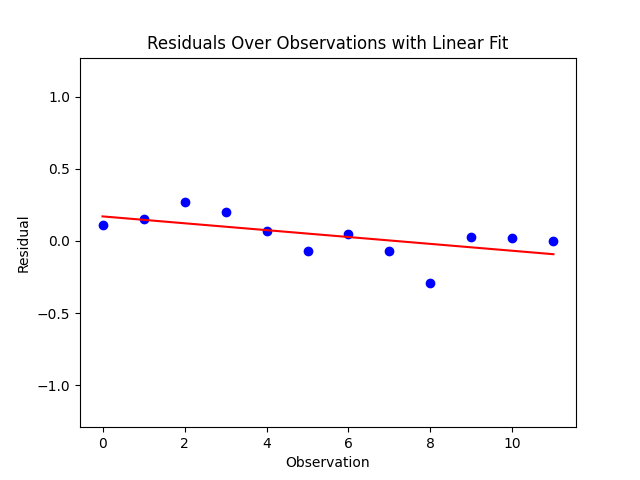 Residuals Over Observations with Linear Fit
1.0
0.5
0.0
−0.5
−1.0
Residual
0 2 4 6 8 10
Observation